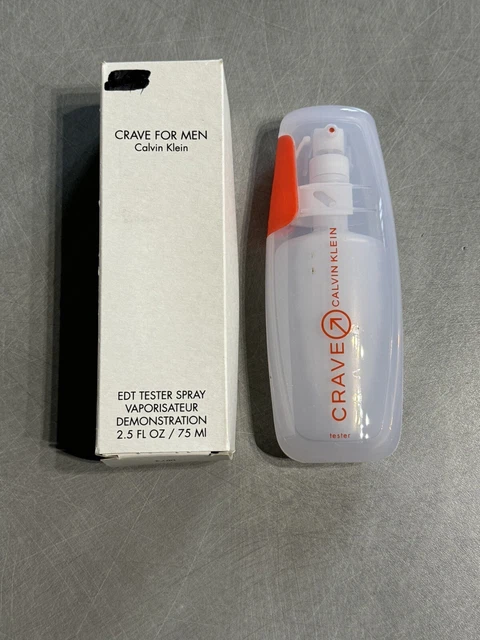 CRAVE FOR MEN
Calvin Klein
EDT TESTER SPRAY
VAPORISATEUR
DEMONSTRATION
2.5 FL OZ / 75 Ml
CRAVE CALVIN KLEIN
tester